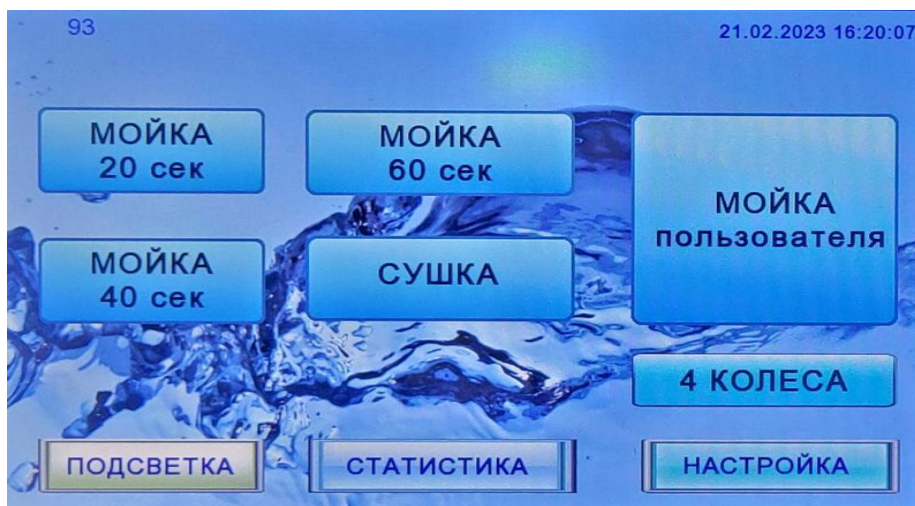 93
21.02.2023 16:20:07
МОЙКА
20 сек
МОЙКА
60 сек
МОЙКА
пользователя
МОЙКА
40 сек
СУШКА
4 КОЛЕСА
ПОДСВЕТКА
СТАТИСТИКА
НАСТРОЙКА